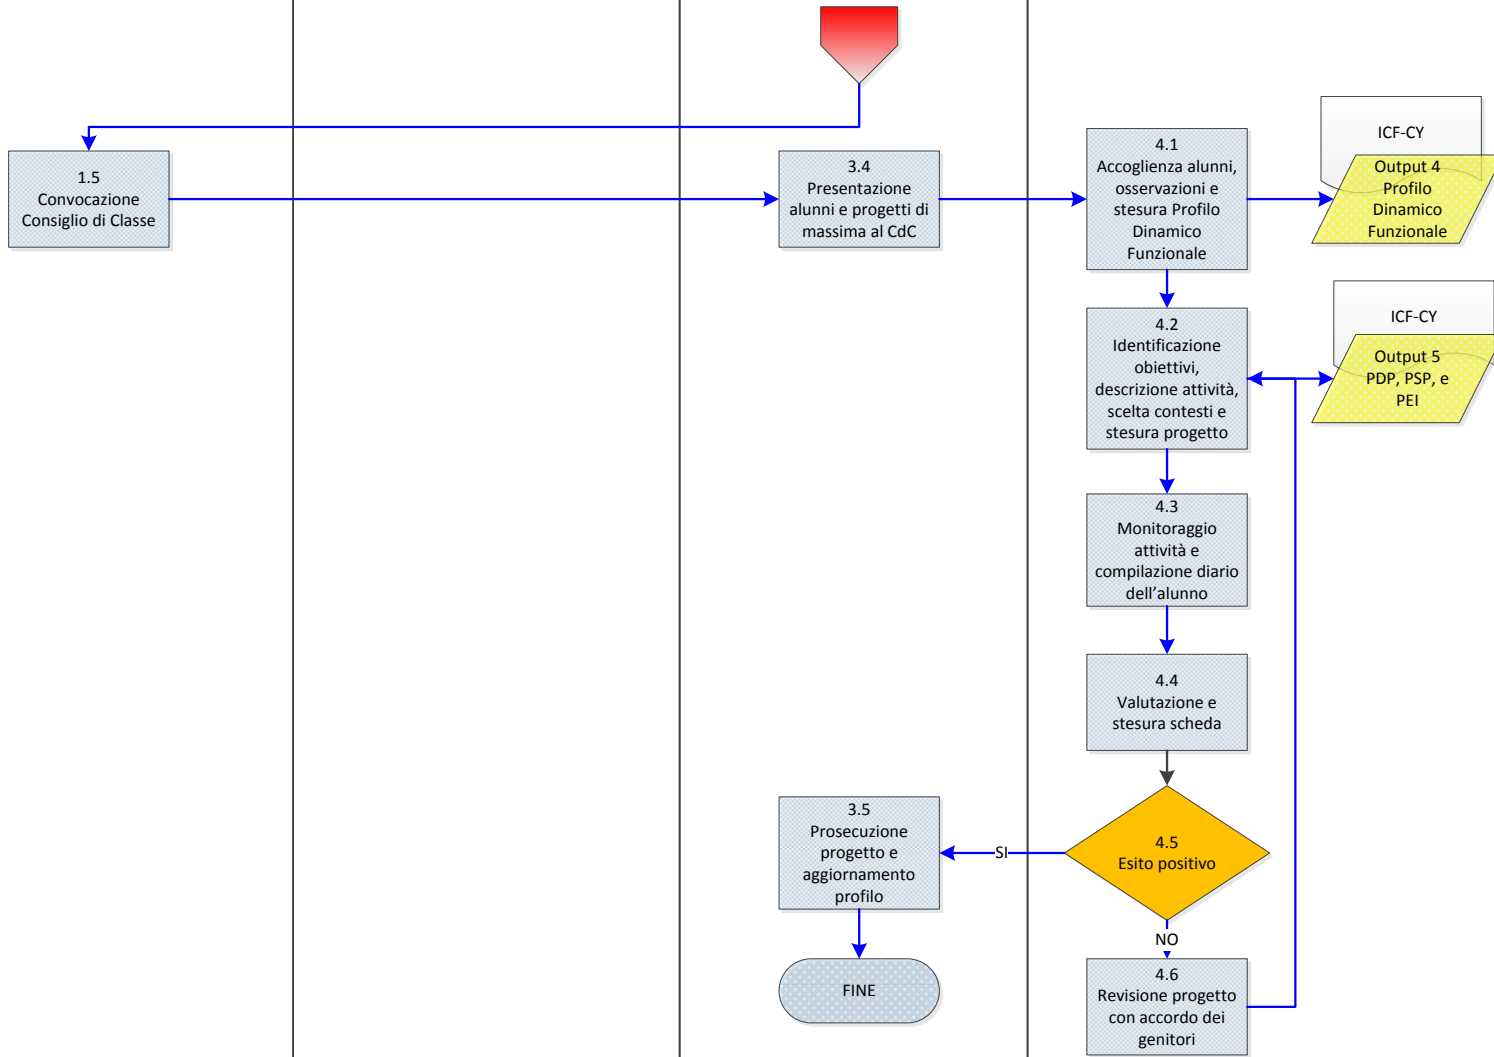 1.5
Convocazione
Consiglio di Classe
3.4
Presentazione
alunni e progetti di
massima al CdC
4.1
Accoglienza alunni,
osservazioni e
stesura Profilo
Dinamico
Funzionale
ICF-CY
Output 4
Profilo
Dinamico
Funzionale
4.2
Identificazione
obiettivi,
descrizione attività,
scelta contesti e
stesura progetto
ICF-CY
Output 5
PDP, PSP, e
PEI
4.3
Monitoraggio
attività e
compilazione diario
dell’alunno
4.4
Valutazione e
stesura scheda
4.5
Esito positivo
SI
3.5
Prosecuzione
progetto e
aggiornamento
profilo
NO
FINE
4.6
Revisione progetto
con accordo dei
genitori